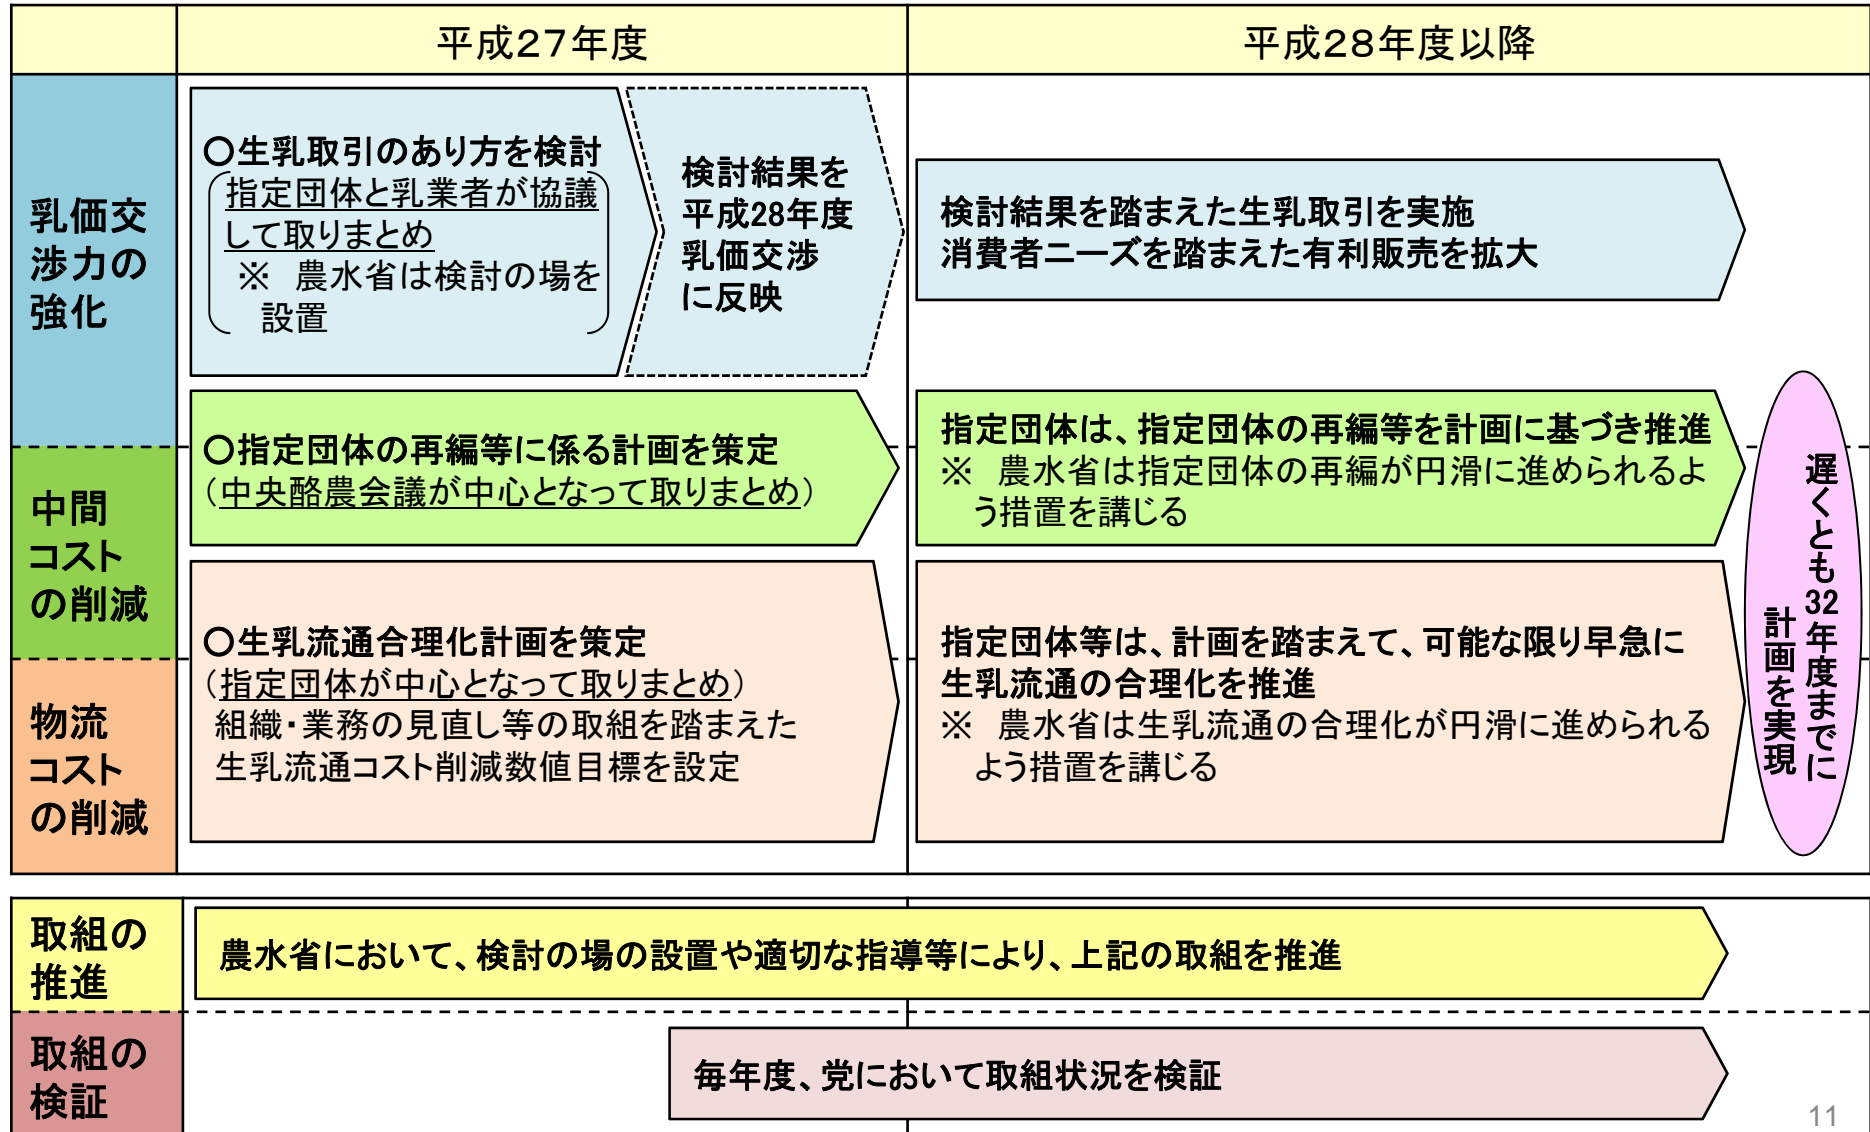 平成27年度
平成28年度以降
乳価交
渉力の
強化
○生乳取引のあり方を検討
指定団体と乳業者が協議
して取りまとめ
※ 農水省は検討の場を
設置
検討結果を
平成28年度
乳価交渉
に反映
検討結果を踏まえた生乳取引を実施
消費者ニーズを踏まえた有利販売を拡大
中間
コスト
の削減
○指定団体の再編等に係る計画を策定
(中央酪農会議が中心となって取りまとめ)
指定団体は、指定団体の再編等を計画に基づき推進
※ 農水省は指定団体の再編が円滑に進められるよ
う措置を講じる
物流
コスト
の削減
○生乳流通合理化計画を策定
(指定団体が中心となって取りまとめ)
組織・業務の見直し等の取組を踏まえた
生乳流通コスト削減数値目標を設定
指定団体等は、計画を踏まえて、可能な限り早急に
生乳流通の合理化を推進
※ 農水省は生乳流通の合理化が円滑に進められる
よう措置を講じる
遅くとも32年度までに
計画を実現
取組の
推進
農水省において、検討の場の設置や適切な指導等により、上記の取組を推進
取組の
検証
毎年度、党において取組状況を検証
11